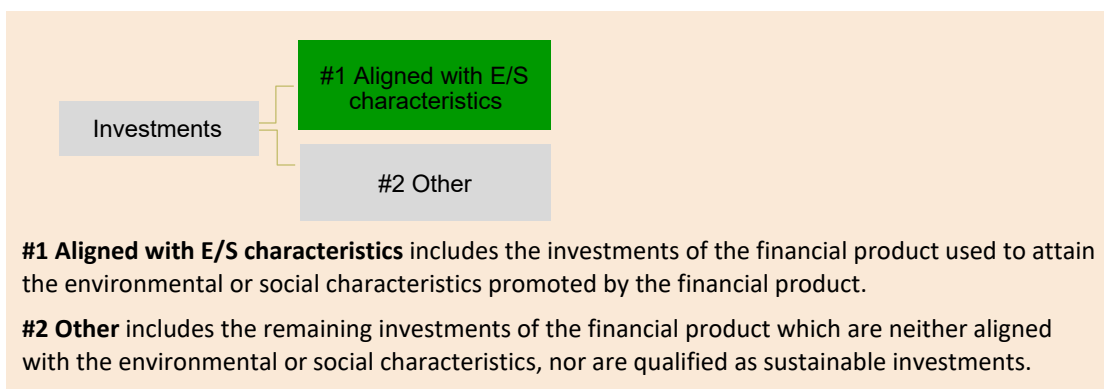 #1 Aligned with E/S
characteristics
Investments
#2 Other
#1 Aligned with E/S characteristics includes the investments of the financial product used to attain
the environmental or social characteristics promoted by the financial product.
#2 Other includes the remaining investments of the financial product which are neither aligned
with the environmental or social characteristics, nor are qualified as sustainable investments.